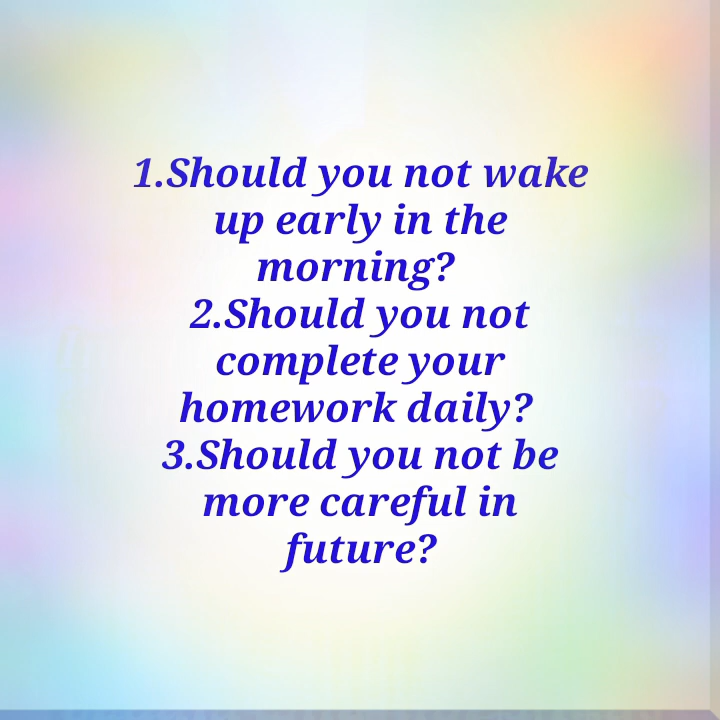 1.Should you not wake
up early in the
morning?
2.Should you not
complete your
homework daily?
3.Should you not be
more careful in
future?